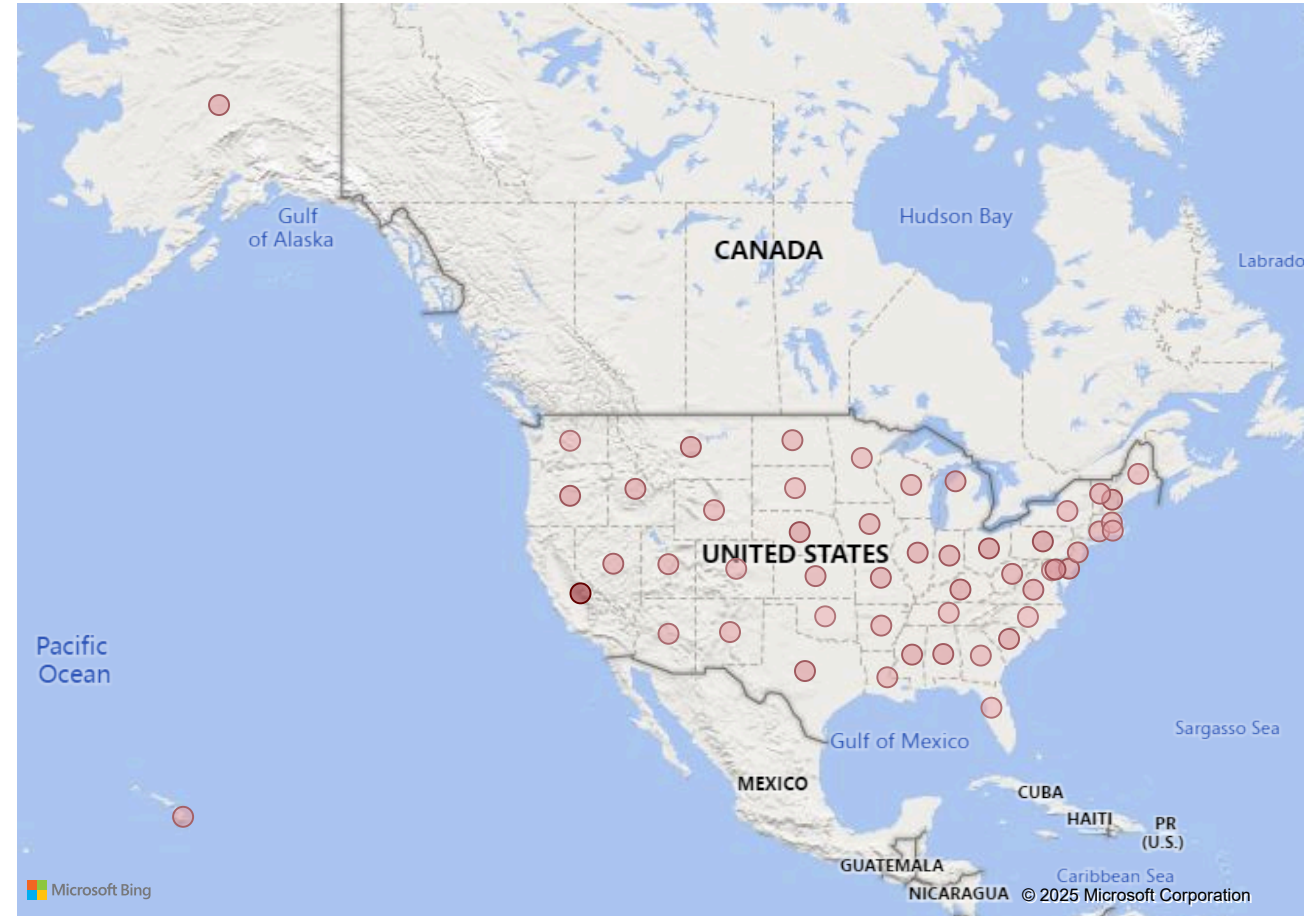 Gulf
of Alaska
Hudson Bay
CANADA
Labrado
UNITED STATES
Pacific
Ocean
Gulf of Mexico
Sargasso Sea
MEXICO
CUBA
HAITI
PR
(U.S.)
GUATEMALA
Caribbean Sea
NICARAGUA
Microsoft Bing
© 2025 Microsoft Corporation